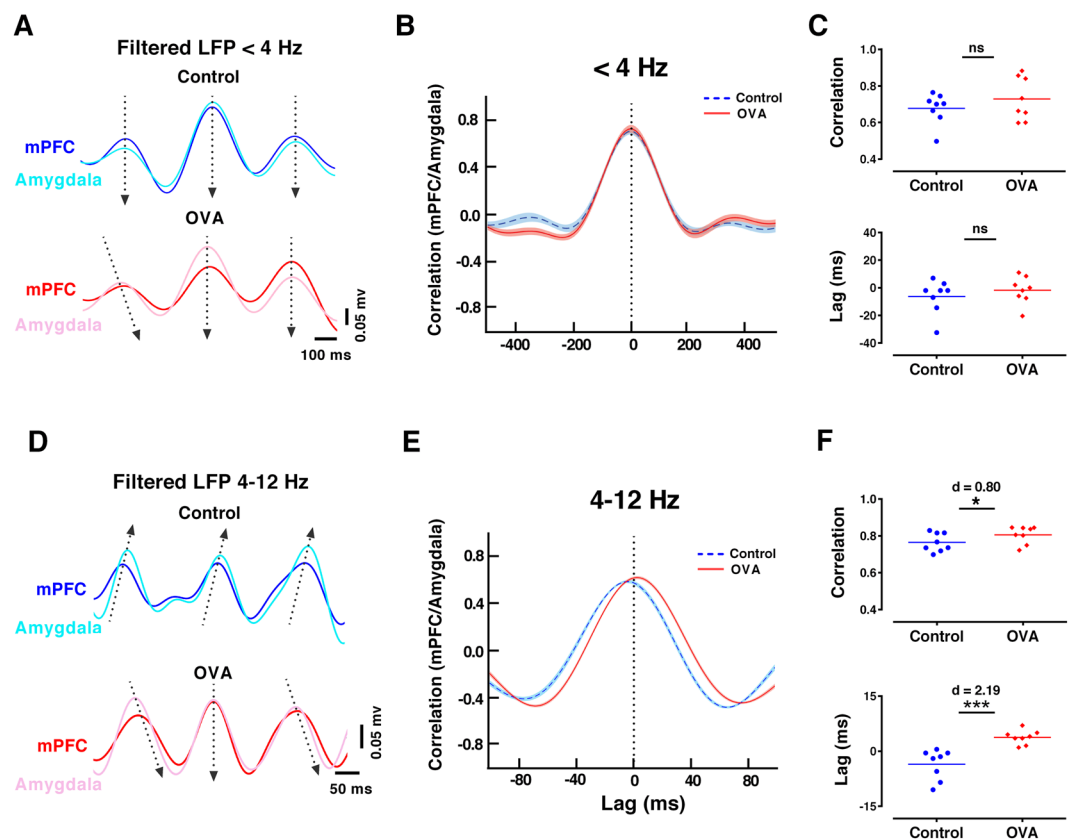 A
Filtered LFP < 4 Hz
Control
mPFC
Amygdala
OVA
mPFC
Amygdala
0.05 mv
100 ms
B
< 4 Hz
Control
OVA
Correlation (mPFC/Amygdala)
0.8
0.4
0.0
-0.4
-0.8
-400 -200 0 200 400
C
ns
Correlation
1.0
0.8
0.6
0.4
Control OVA
ns
Lag (ms)
40
20
0
-20
-40
Control OVA
D
Filtered LFP 4-12 Hz
Control
mPFC
Amygdala
OVA
mPFC
Amygdala
0.05 mv
50 ms
E
4-12 Hz
Control
OVA
Correlation (mPFC/Amygdala)
0.8
0.4
0.0
-0.4
-0.8
-80 -40 0 40 80
Lag (ms)
F
d = 0.80
*
Correlation
1.0
0.8
0.6
0.4
Control OVA
d = 2.19
***
Lag (ms)
15
0
-15
Control OVA